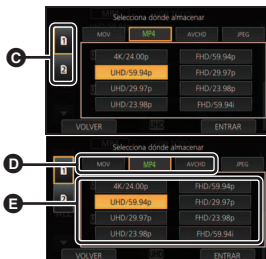 Selecciona dónde almacenar
MOV MP4 AVCHD JPEG
1
C
2
4K/24.00p FHD/59.94p
UHD/59.94p FHD/29.97p
UHD/29.97p FHD/23.98p
UHD/23.98p FHD/59.94i
VOLVER ENTRAR
Selecciona dónde almacenar
D
MOV MP4 AVCHD JPEG
1
2
E
4K/24.00p FHD/59.94p
UHD/59.94p FHD/29.97p
UHD/29.97p FHD/23.98p
UHD/23.98p FHD/59.94i
VOLVER ENTRAR